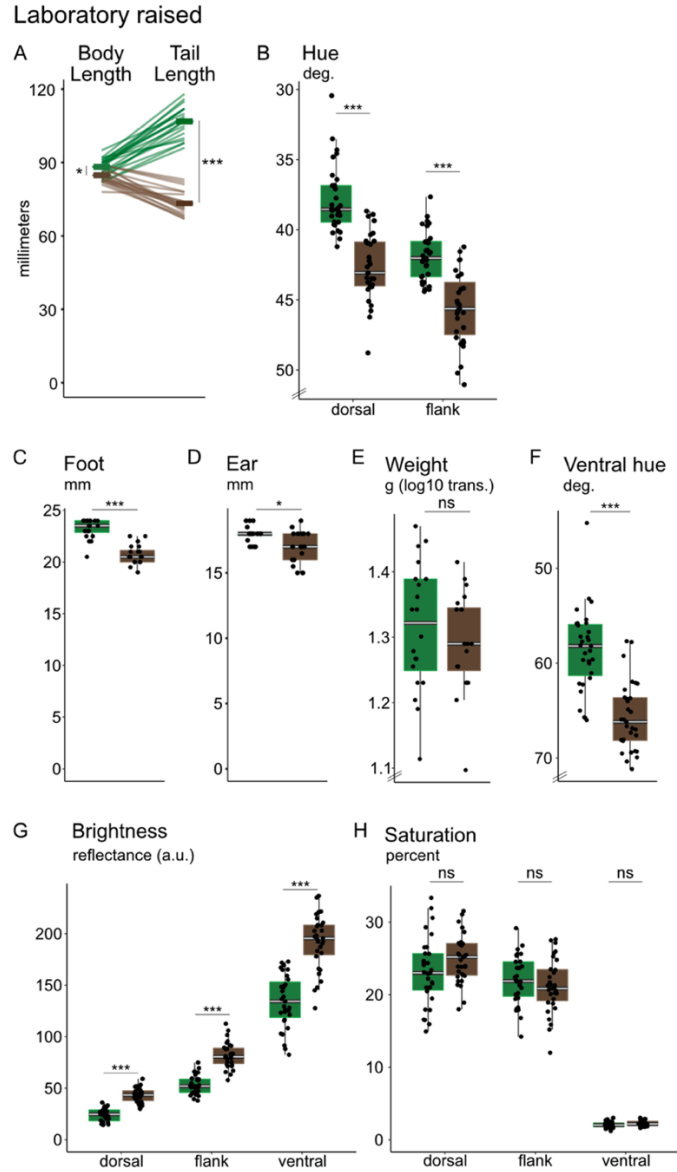 Laboratory raised
A
Body
Length
Tail
Length
120
90
60
30
0
millimeters
*
***
B
Hue
deg.
30
35
40
45
50
***
***
dorsal
flank
C
Foot
mm
25
20
15
10
5
0
***
D
Ear
mm
15
10
5
0
*
E
Weight
g (log10 trans.)
ns
1.4
1.3
1.2
1.1
F
Ventral hue
deg.
***
50
60
70
G
Brightness
reflectance (a.u.)
200
150
100
50
0
***
***
***
dorsal
flank
ventral
H
Saturation
percent
ns
ns
ns
30
20
10
0
dorsal
flank
ventral